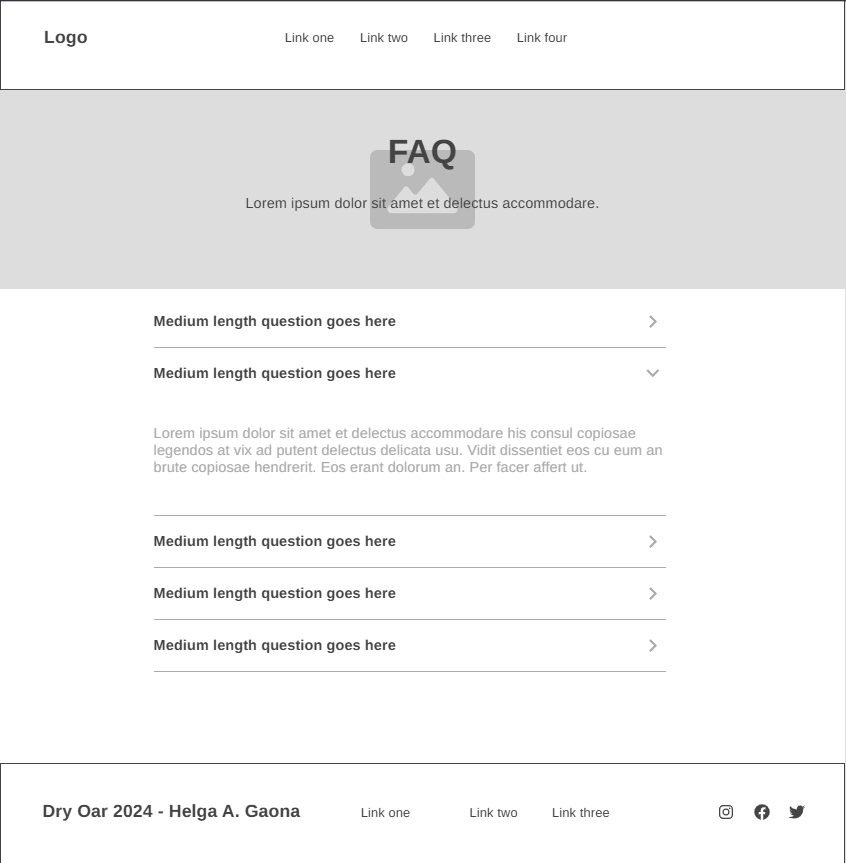 Logo
Link one
Link two
Link three
Link four
FAQ
Lorem ipsum dolor sit amet et delectus accommodare.
Medium length question goes here
Medium length question goes here
Lorem ipsum dolor sit amet et delectus accommodare his consul copiosae
legendos at vix ad putent delectus delicata usu. Vidit dissentiet eos cu eum an
brute copiosae hendrerit. Eos erant dolorum an. Per facer affert ut.
Medium length question goes here
Medium length question goes here
Medium length question goes here
Dry Oar 2024 - Helga A. Gaona
Link one
Link two
Link three